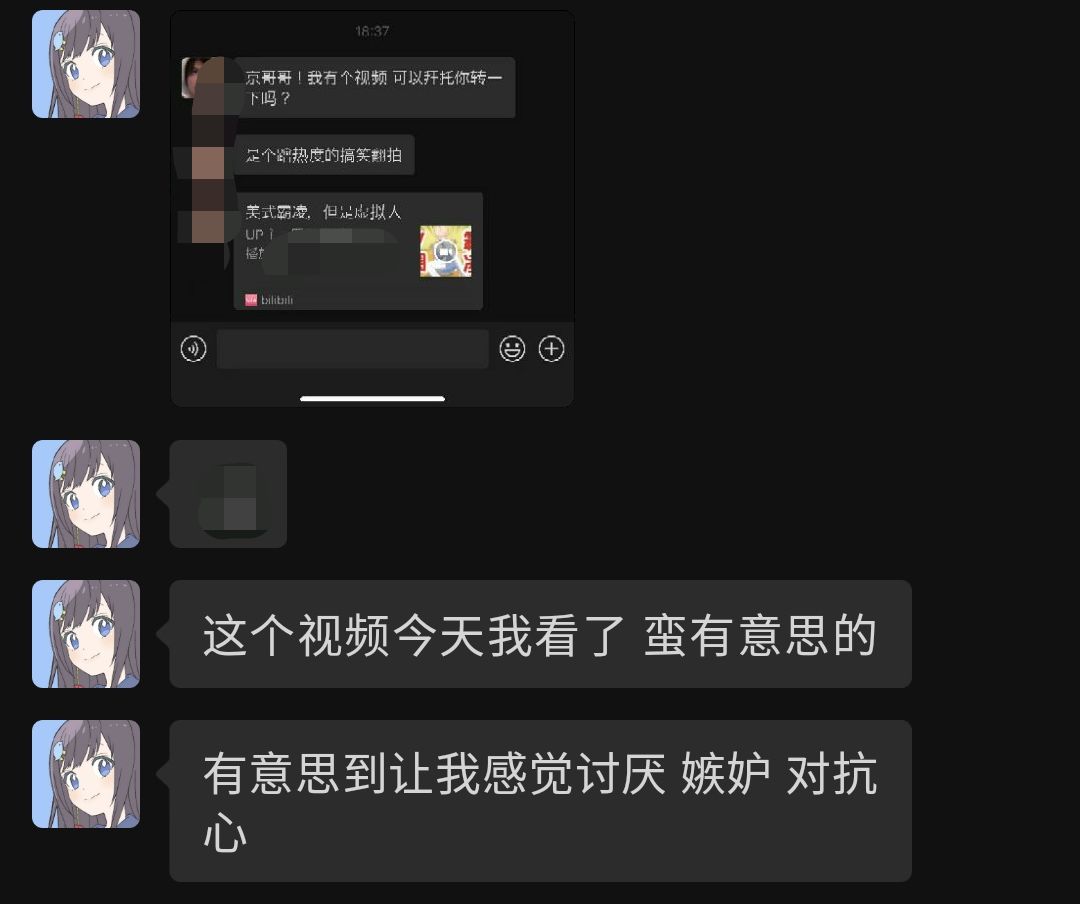 18:37
京哥哥！我有个视频 可以拜托你转一
下吗？
是个蹭热度的搞笑翻拍
美式霸凌，但是虚拟人
UP
播放
bilibili
这个视频今天我看了 蛮有意思的
有意思到让我感觉讨厌 嫉妒 对抗
心